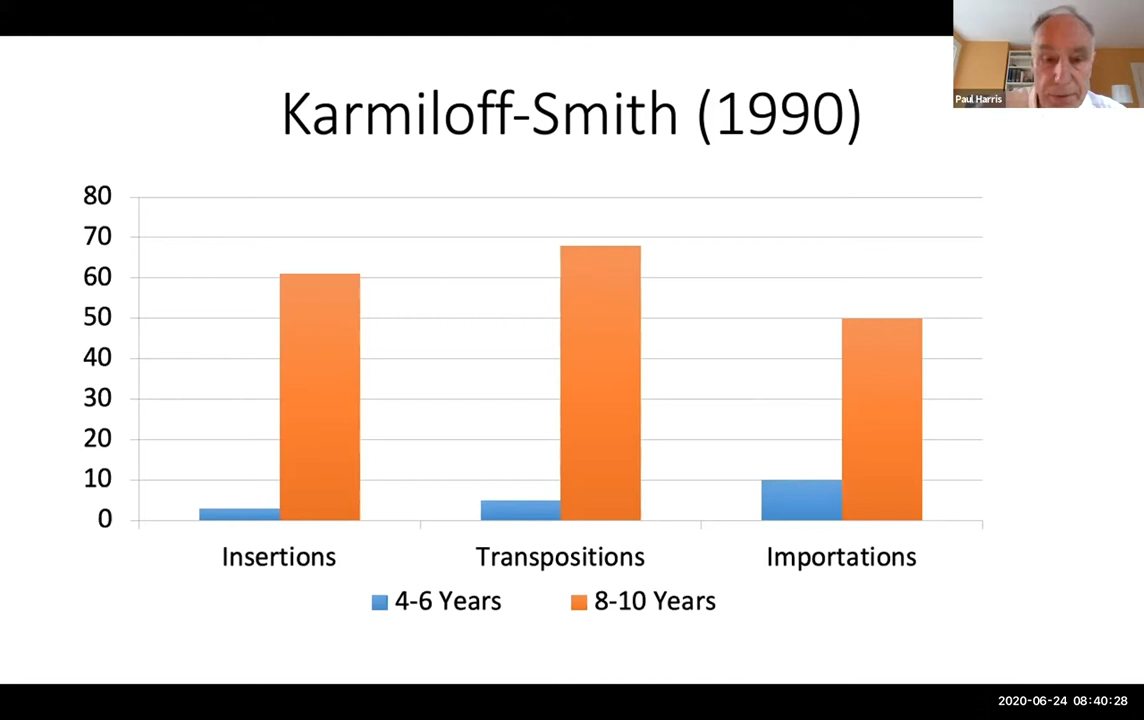 Paul Harris
Karmiloff-Smith (1990)
80
70
60
50
40
30
20
10
0
Insertions Transpositions Importations
4-6 Years 8-10 Years
2020-06-24 08:40:28